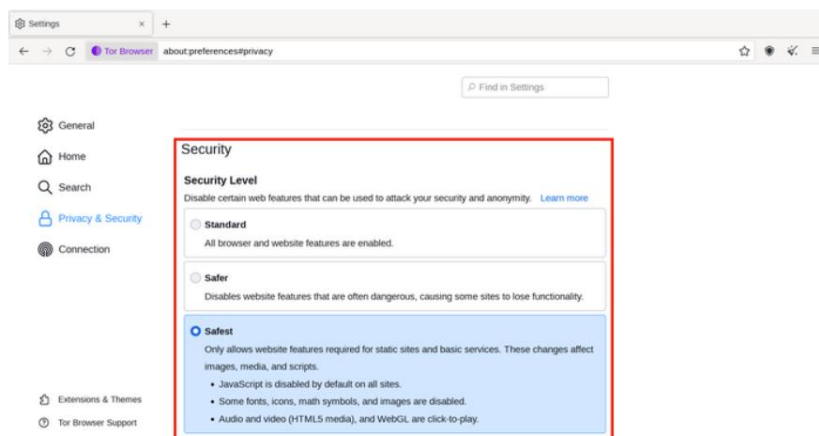 Settings
Tor Browser about:preferences#privacy
Find in Settings
General
Home
Search
Privacy & Security
Connection
Extensions & Themes
Tor Browser Support
Security
Security Level
Disable certain web features that can be used to attack your security and anonymity. Learn more
Standard
All browser and website features are enabled.
Safer
Disables website features that are often dangerous, causing some sites to lose functionality.
Safest
Only allows website features required for static sites and basic services. These changes affect
images, media, and scripts.
• JavaScript is disabled by default on all sites.
• Some fonts, icons, math symbols, and images are disabled.
• Audio and video (HTML5 media), and WebGL are click-to-play.